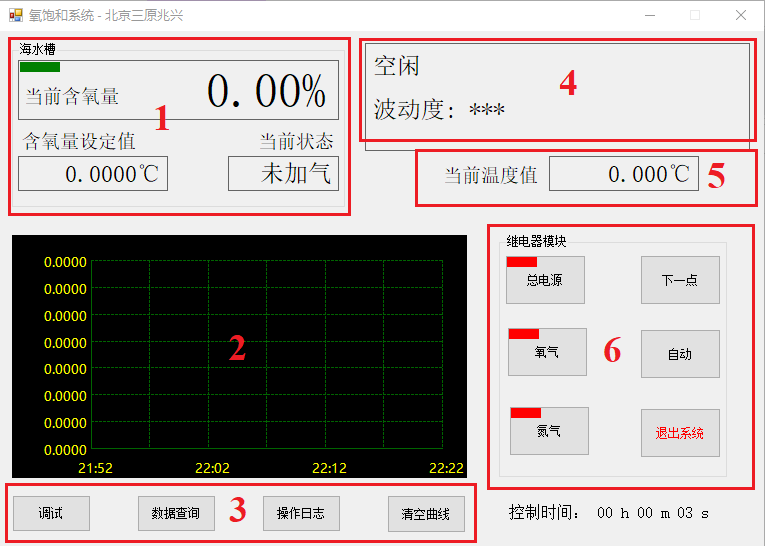 氧饱和系统 - 北京三原兆兴
海水槽
当前含氧量 0.00%
1
含氧量设定值 当前状态
0.0000℃ 未加气
空闲
波动度: ***
4
当前温度值 0.000℃ 5
0.0000
0.0000
0.0000
0.0000
0.0000
0.0000
0.0000
0.0000
2
21:52 22:02 22:12 22:22
继电器模块
总电源 下一点
氧气 6 自动
氮气 退出系统
调试 数据查询 3 操作日志 清空曲线
控制时间: 00 h 00 m 03 s